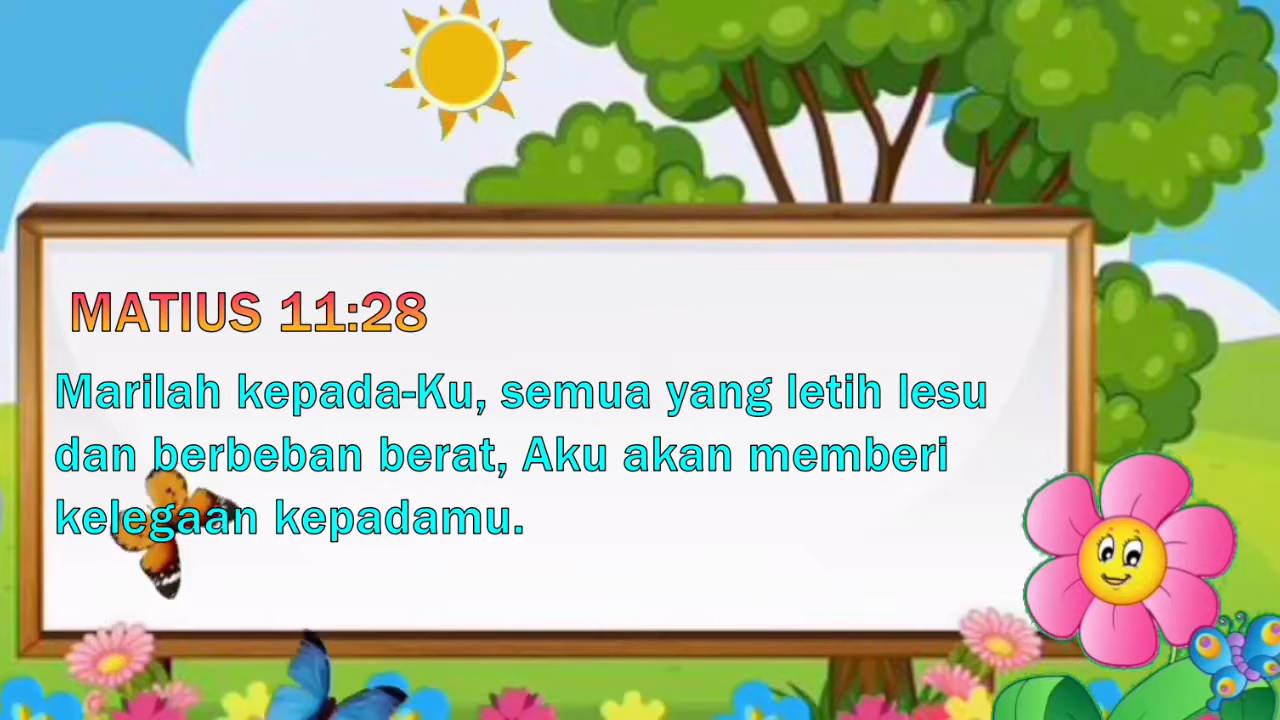 MATIUS 11:28
Marilah kepada-Ku, semua yang letih lesu
dan berbeban berat, Aku akan memberi
kelegaan kepadamu.